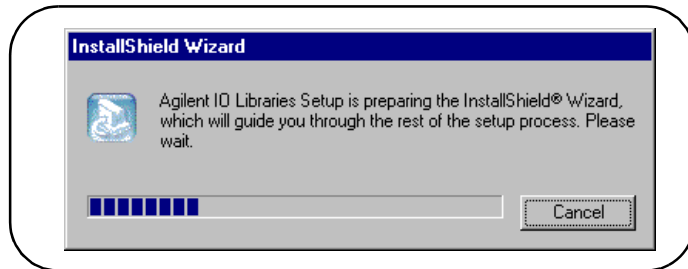 InstallShield Wizard
Agilent IO Libraries Setup is preparing the InstallShield® Wizard,
which will guide you through the rest of the setup process. Please
wait.
Cancel